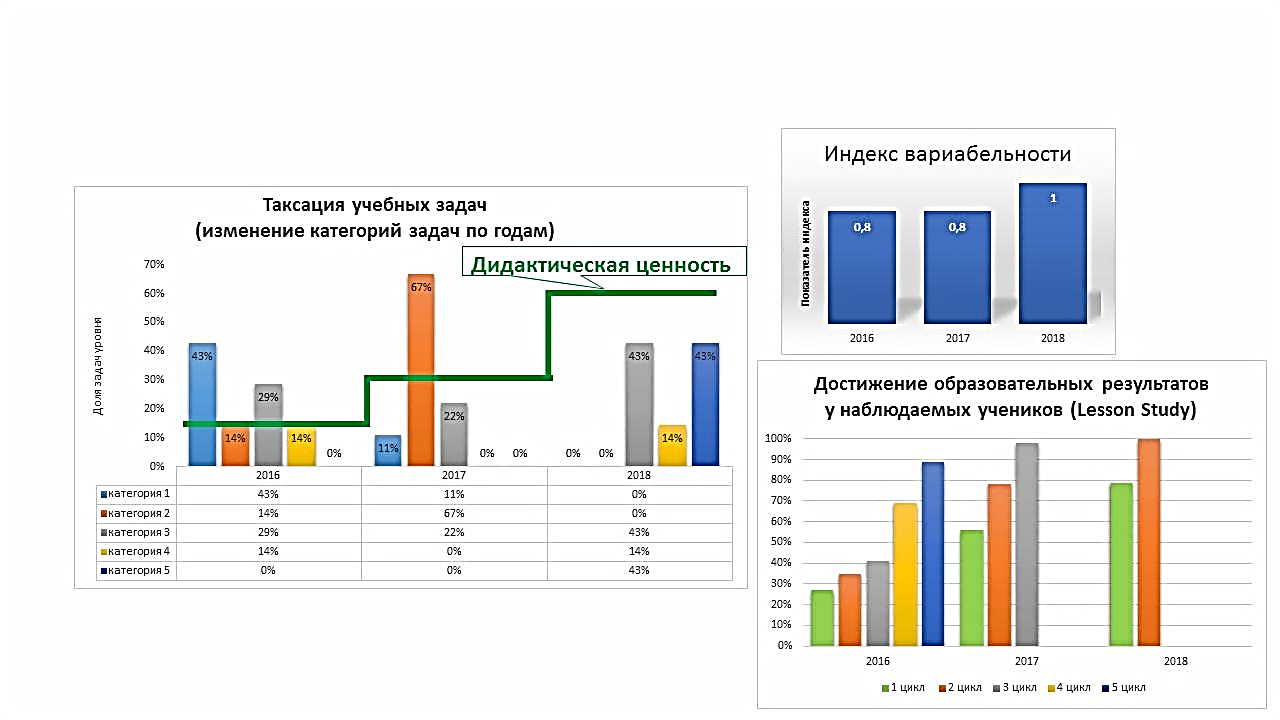 Таксация учебных задач
(изменение категорий задач по годам)
Дидактическая ценность
Доля задач уровня
70%
60%
50%
40%
30%
20%
10%
0%
43%
14%
29%
14%
0%
11%
67%
22%
0%
0%
0%
0%
43%
14%
43%
2016 2017 2018
категория 1 43% 11% 0%
категория 2 14% 67% 0%
категория 3 29% 22% 43%
категория 4 14% 0% 14%
категория 5 0% 0% 43%
Индекс вариабельности
Показатель индекса
0,8 0,8 1
2016 2017 2018
Достижение образовательных результатов
у наблюдаемых учеников (Lesson Study)
100%
90%
80%
70%
60%
50%
40%
30%
20%
10%
0%
2016 2017 2018
1 цикл 2 цикл 3 цикл 4 цикл 5 цикл